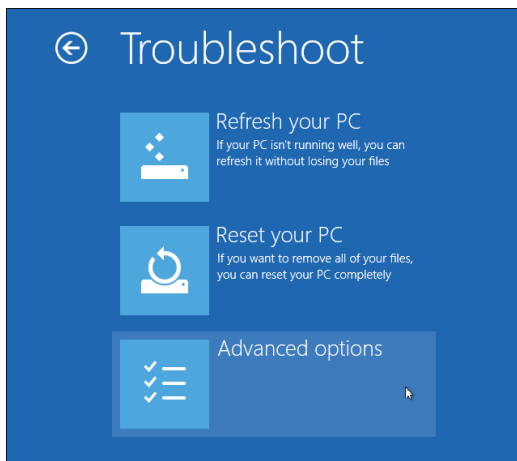 Troubleshoot
Refresh your PC
If your PC isn't running well, you can
refresh it without losing your files
Reset your PC
If you want to remove all of your files,
you can reset your PC completely
Advanced options